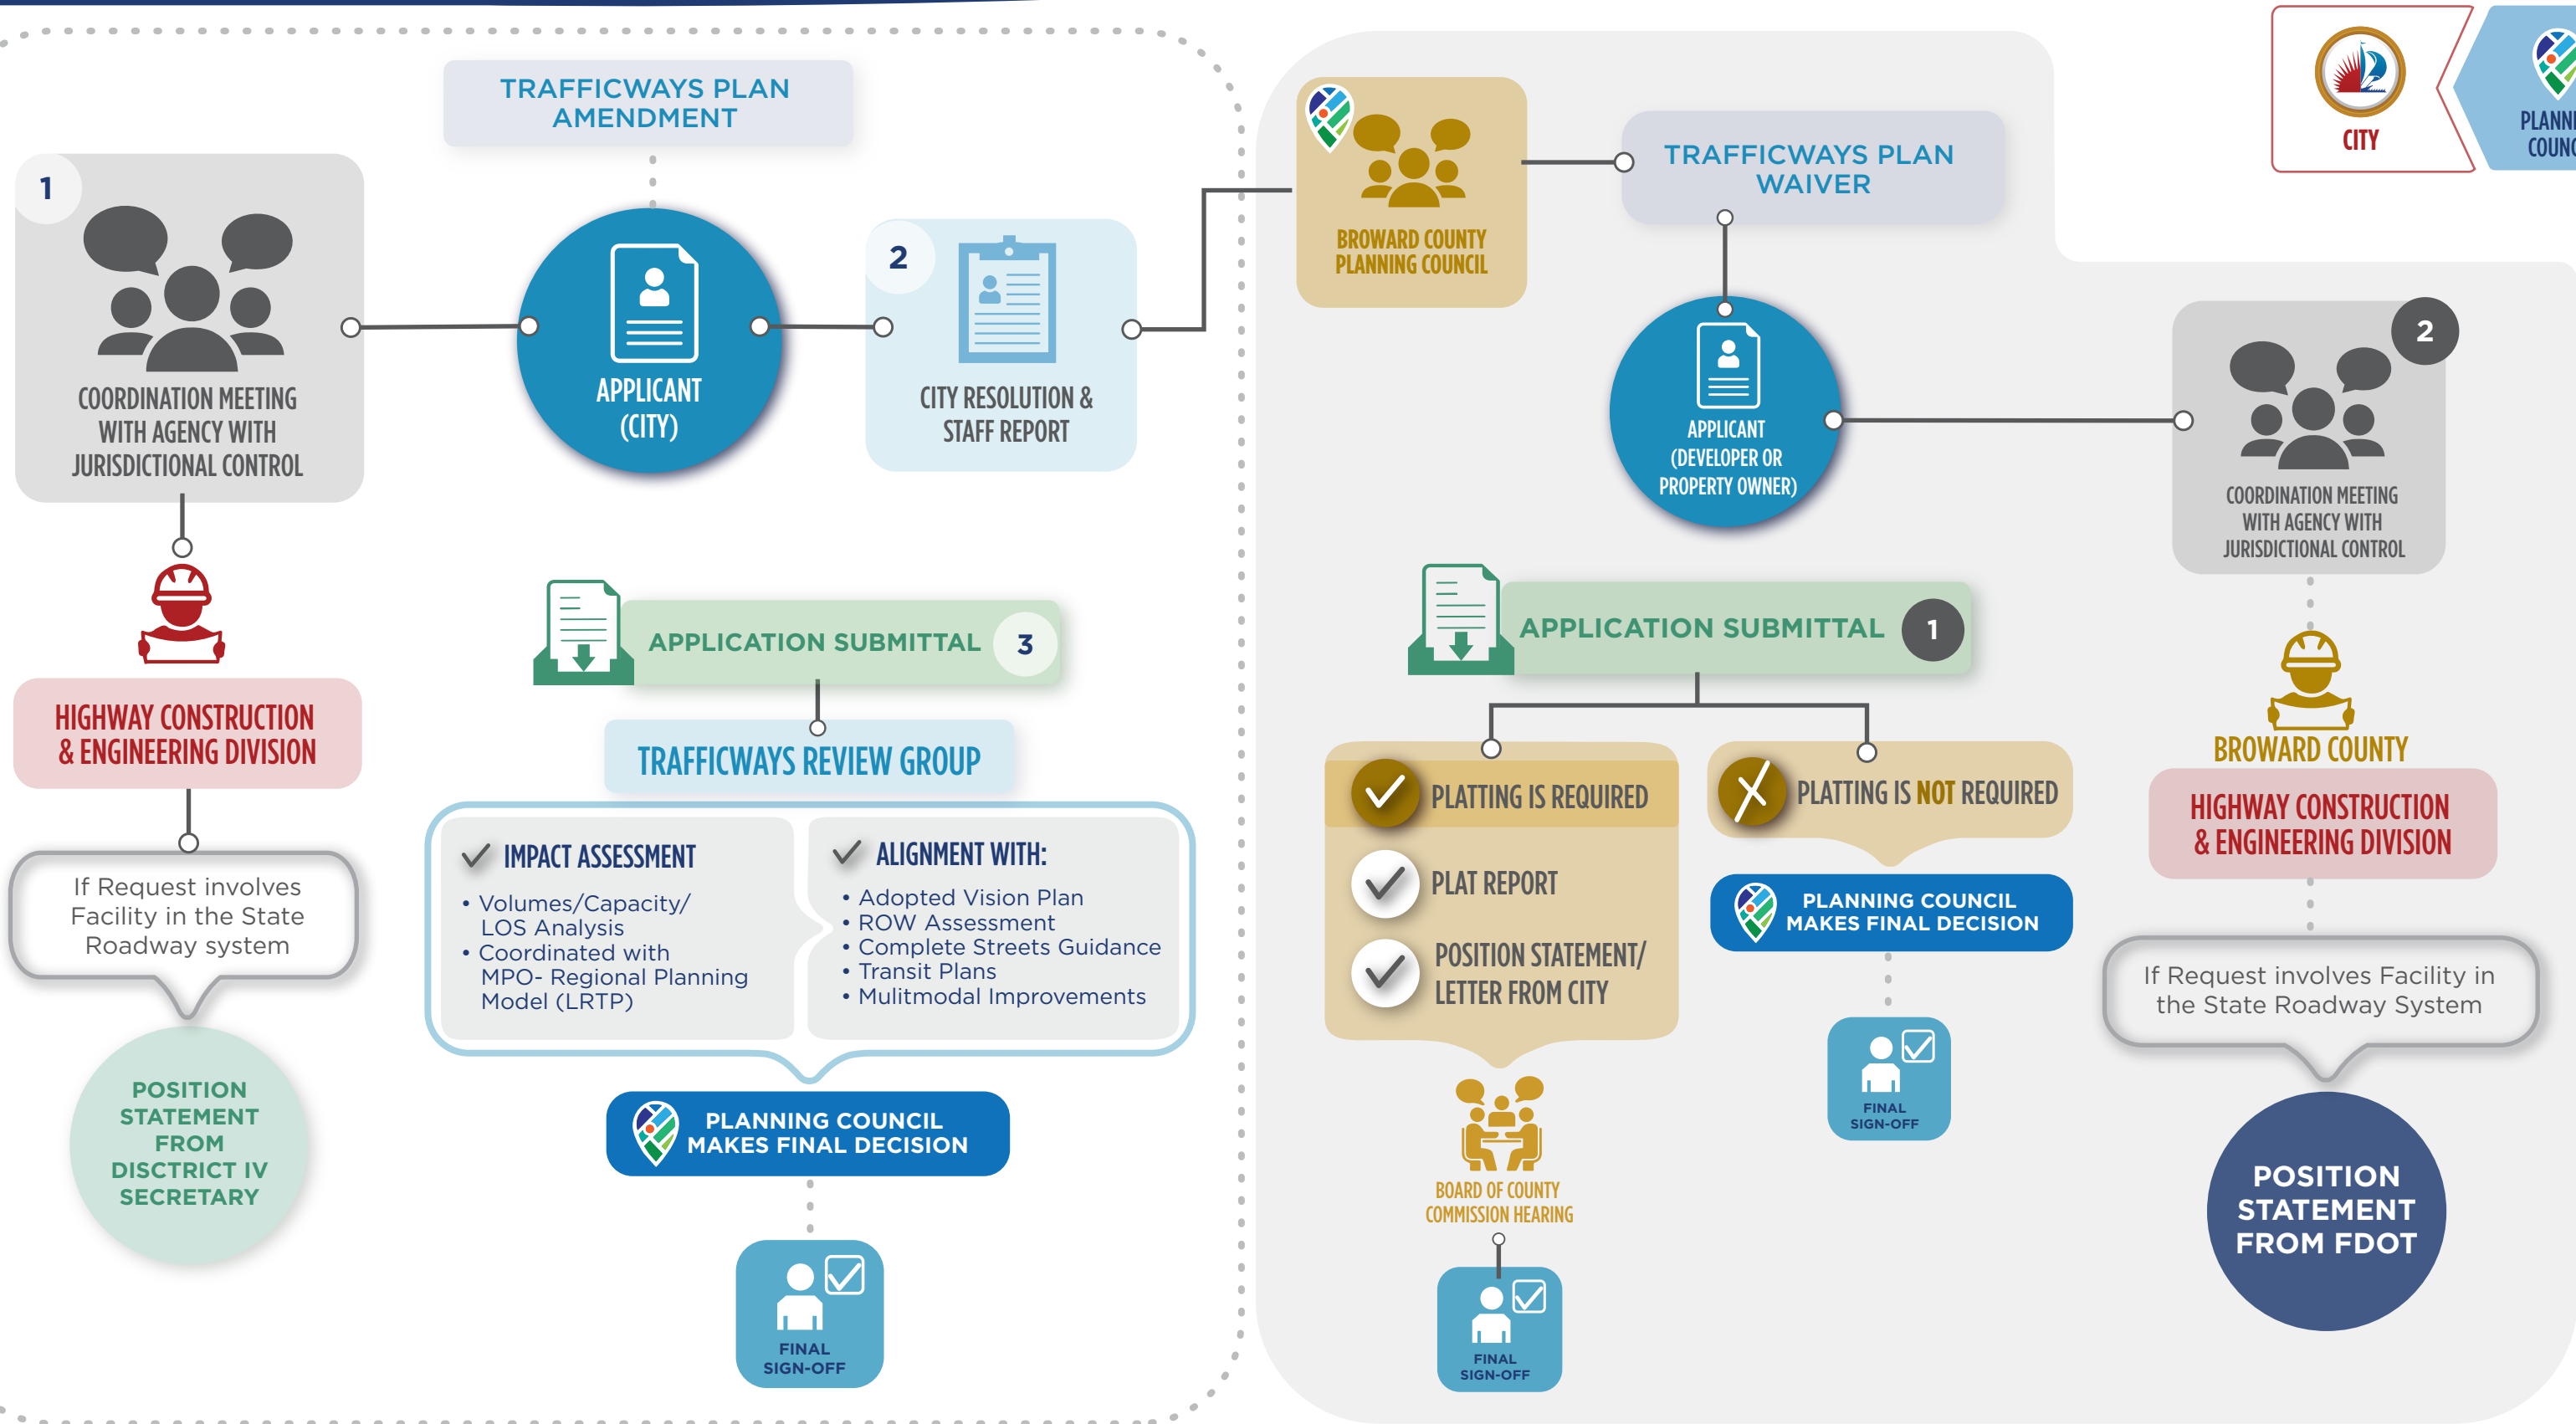 TRAFFICWAYS PLAN
AMENDMENT
1
COORDINATION MEETING
WITH AGENCY WITH
JURISDICTIONAL CONTROL
APPLICANT
(CITY)
2
CITY RESOLUTION &
STAFF REPORT
HIGHWAY CONSTRUCTION
& ENGINEERING DIVISION
If Request involves
Facility in the State
Roadway system
POSITION
STATEMENT
FROM
DISCTRICT IV
SECRETARY
APPLICATION SUBMITTAL 3
TRAFFICWAYS REVIEW GROUP
IMPACT ASSESSMENT
• Volumes/Capacity/
LOS Analysis
• Coordinated with
MPO- Regional Planning
Model (LRTP)
ALIGNMENT WITH:
• Adopted Vision Plan
• ROW Assessment
• Complete Streets Guidance
• Transit Plans
• Mulitmodal Improvements
PLANNING COUNCIL
MAKES FINAL DECISION
FINAL
SIGN-OFF
BROWARD COUNTY
PLANNING COUNCIL
TRAFFICWAYS PLAN
WAIVER
CITY
APPLICANT
(DEVELOPER OR
PROPERTY OWNER)
2
COORDINATION MEETING
WITH AGENCY WITH
JURISDICTIONAL CONTROL
APPLICATION SUBMITTAL 1
PLATTING IS REQUIRED
PLAT REPORT
POSITION STATEMENT/
LETTER FROM CITY
BOARD OF COUNTY
COMMISSION HEARING
FINAL
SIGN-OFF
PLATTING IS NOT REQUIRED
PLANNING COUNCIL
MAKES FINAL DECISION
FINAL
SIGN-OFF
BROWARD COUNTY
HIGHWAY CONSTRUCTION
& ENGINEERING DIVISION
If Request involves Facility in
the State Roadway System
POSITION
STATEMENT
FROM FDOT